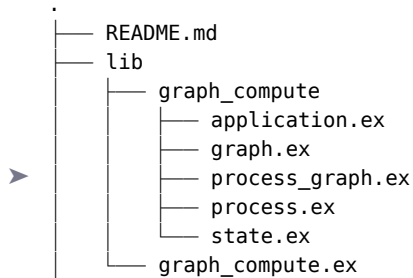 .
├── README.md
├── lib
│   ├── graph_compute
│   │   ├── application.ex
│   │   ├── graph.ex
│   │   ├── process_graph.ex
│   │   ├── process.ex
│   │   └── state.ex
│   └── graph_compute.ex